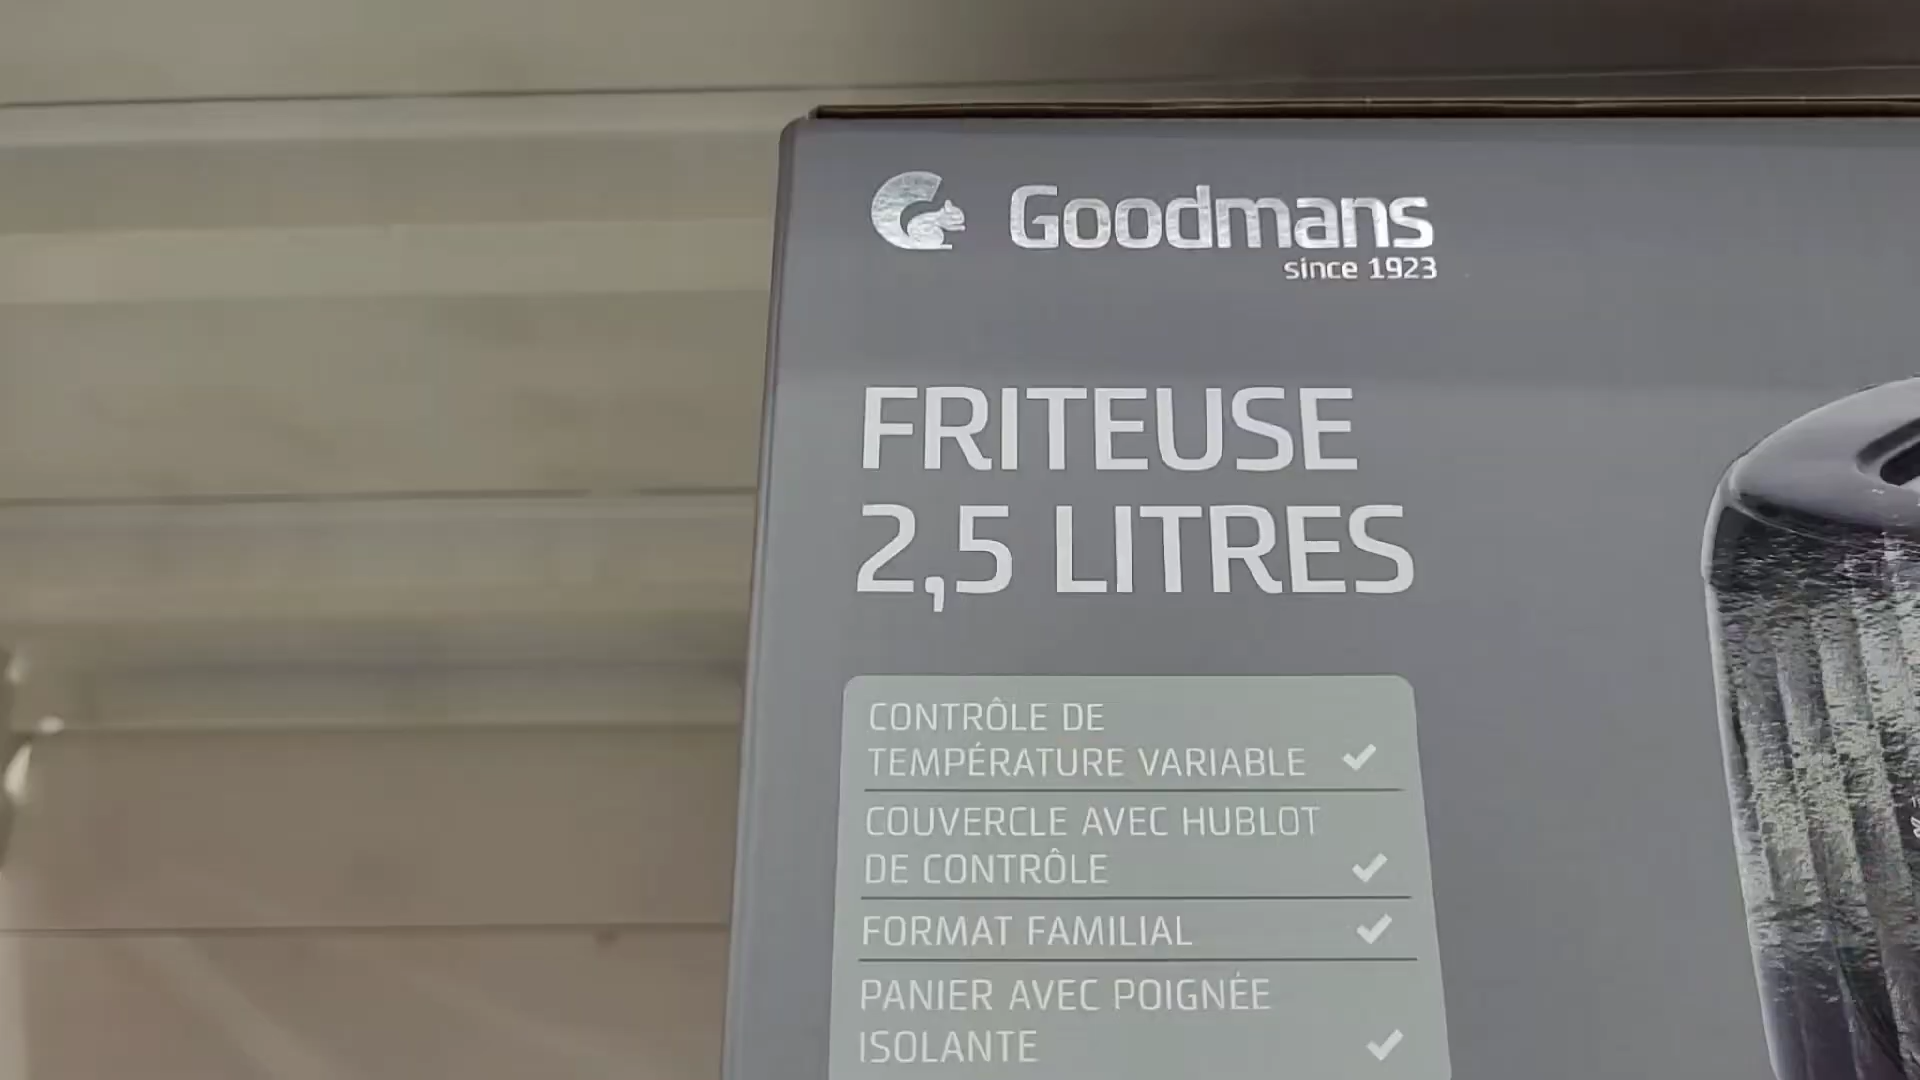 Goodmans
since 1923
FRITEUSE
2,5 LITRES
CONTRÔLE DE
TEMPÉRATURE VARIABLE
COUVERCLE AVEC HUBLOT
DE CONTRÔLE
FORMAT FAMILIAL
PANIER AVEC POIGNÉE
ISOLANTE